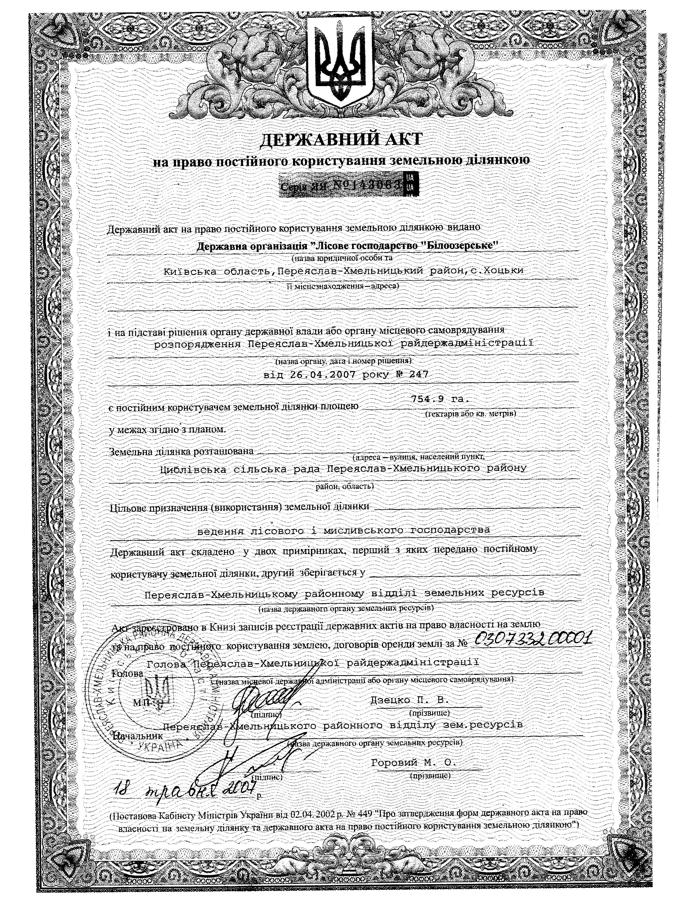 ДЕРЖАВНИЙ АКТ
на право постійного користування земельною ділянкою
Серія ЯЯ №143063 UA UA
Державний акт на право постійного користування земельною ділянкою видано
Державна організація "Лісове господарство "Білоозерське"
(назва юридичної особи та
Київська область,Переяслав-Хмельницький район,с.Хоцьки
її місцезнаходження – адреса)
і на підставі рішення органу державної влади або органу місцевого самоврядування
розпорядження Переяслав-Хмельницької райдержадміністрації
(назва органу, дата і номер рішення)
від 26.04.2007 року № 247
є постійним користувачем земельної ділянки площею 754.9 га.
(гектарів або кв. метрів)
у межах згідно з планом.
Земельна ділянка розташована
(адреса – вулиця, населений пункт,
Циблівська сільська рада Переяслав-Хмельницького району
район, область)
Цільове призначення (використання) земельної ділянки
ведення лісового і мисливського господарства
Державний акт складено у двох примірниках, перший з яких передано постійному
користувачу земельної ділянки, другий зберігається у
Переяслав-Хмельницькому районному відділі земельних ресурсів
(назва державного органу земельних ресурсів)
Акт зареєстровано в Книзі записів реєстрації державних актів на право власності на землю
та на право постійного користування землею, договорів оренди землі за № 030733200001
Голова Переяслав-Хмельницької райдержадміністрації
Голова
(назва місцевої державної адміністрації або органу місцевого самоврядування)
М.П.
Дзецко П. В.
(підпис) (прізвище)
Переяслав-Хмельницького районного відділу зем.ресурсів
Начальник
(назва державного органу земельних ресурсів)
УКРАЇНА
Горовий М. О.
(підпис) (прізвище)
18 травня 2007 р.
(Постанова Кабінету Міністрів України від 02.04. 2002 р. № 449 "Про затвердження форм державного акта на право
власності на земельну ділянку та державного акта на право постійного користування земельною ділянкою")